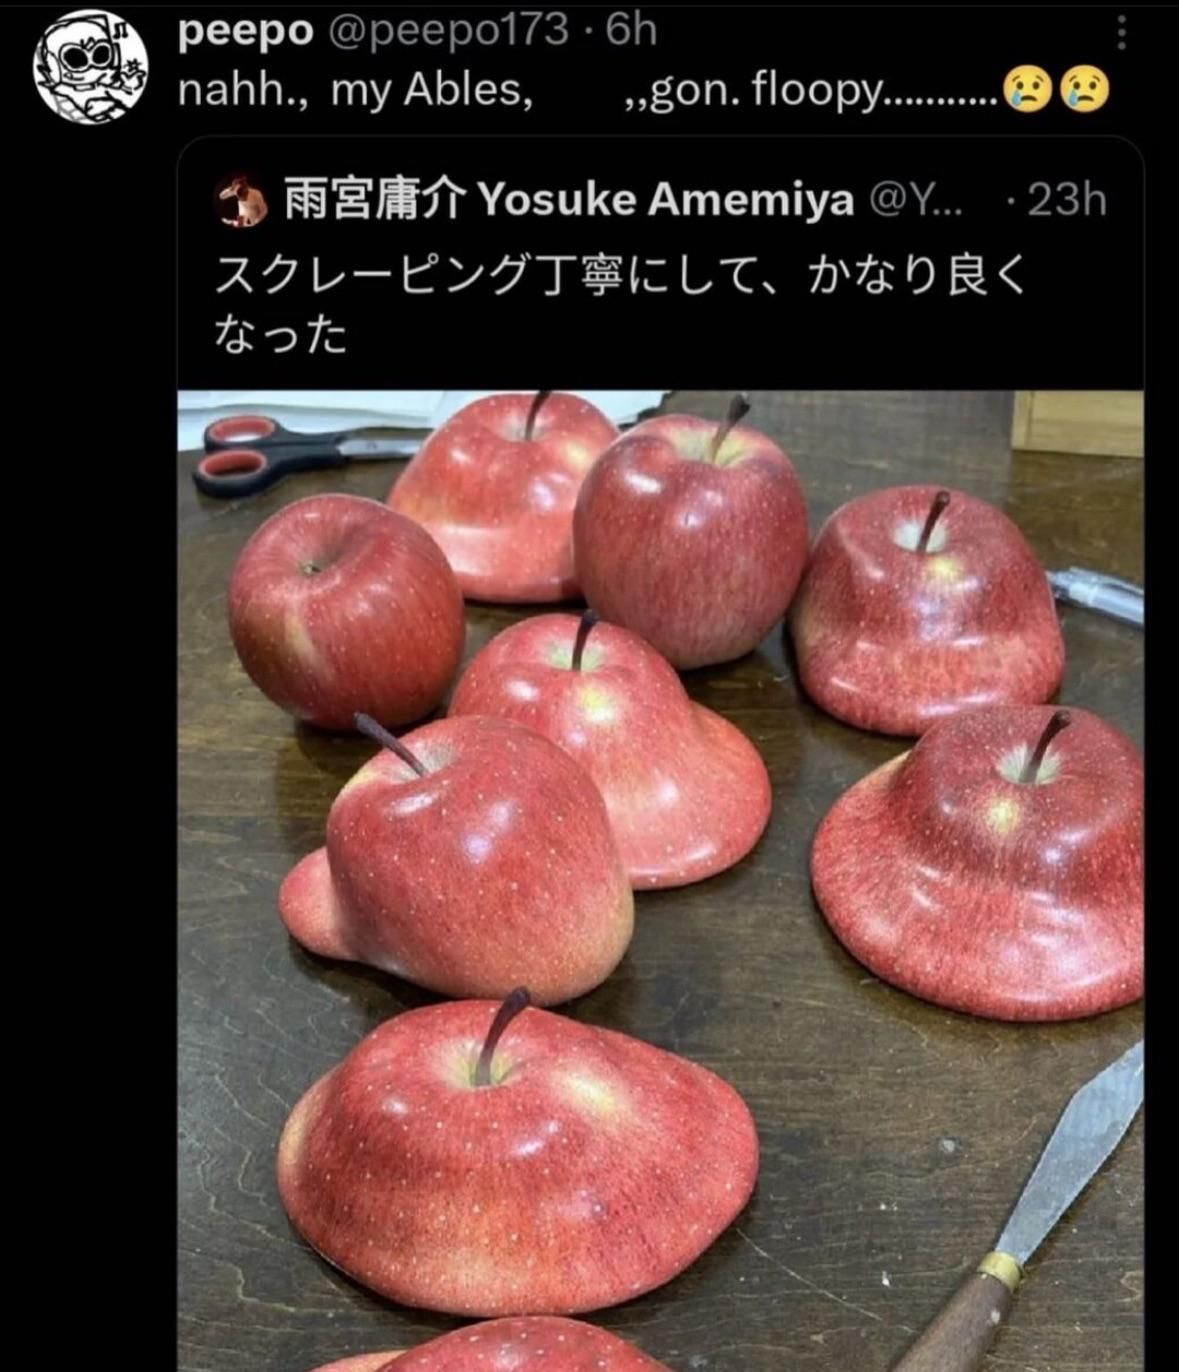 peepo @peepo173 · 6h
nahh., my Ables, ,,gon. floopy...........😢😢
雨宮庸介 Yosuke Amemiya @Y... · 23h
スクレーピング丁寧にして、かなり良く
なった